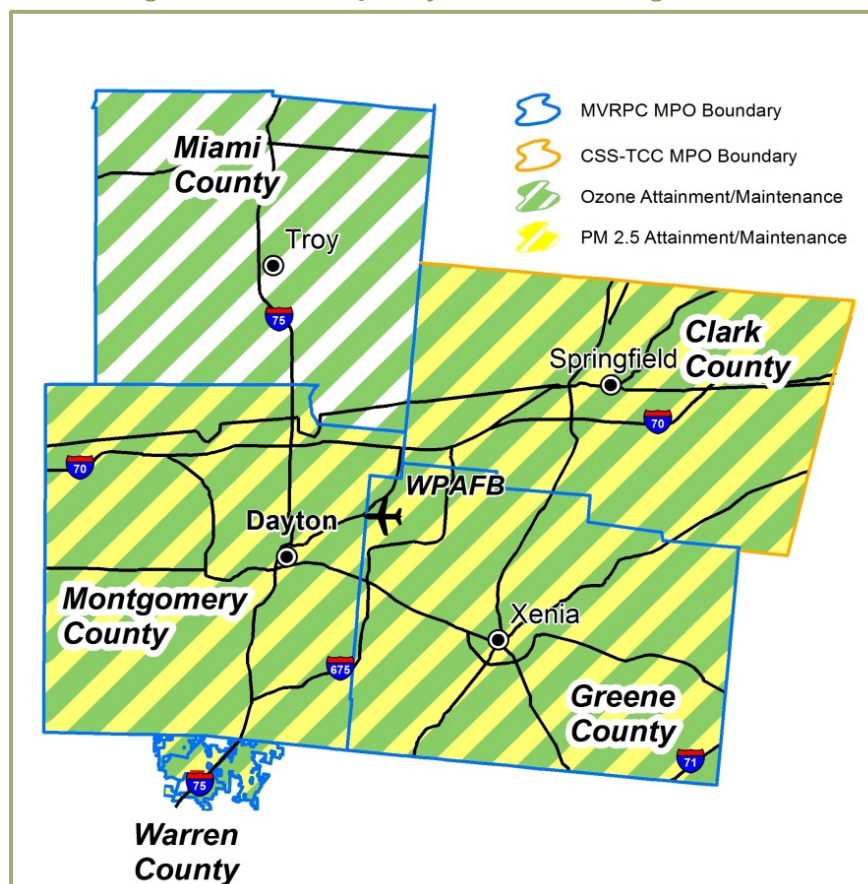 MVRPC MPO Boundary
CSS-TCC MPO Boundary
Ozone Attainment/Maintenance
PM 2.5 Attainment/Maintenance
Miami
County
Troy
75
Clark
County
Springfield
70
70
WPAFB
Dayton
Montgomery
County
Xenia
675
Greene
County
71
75
Warren
County